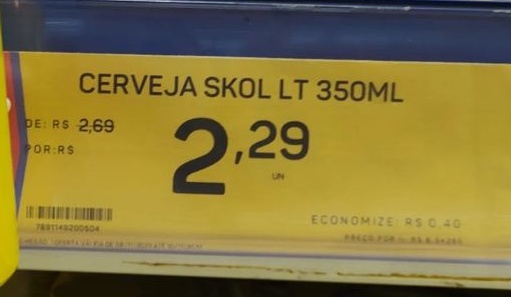 CERVEJA SKOL LT 350ML
DE: R$ 2,69
POR:R$
2,29
UN
ECONOMIZE: R$ 0,40
7891149200504